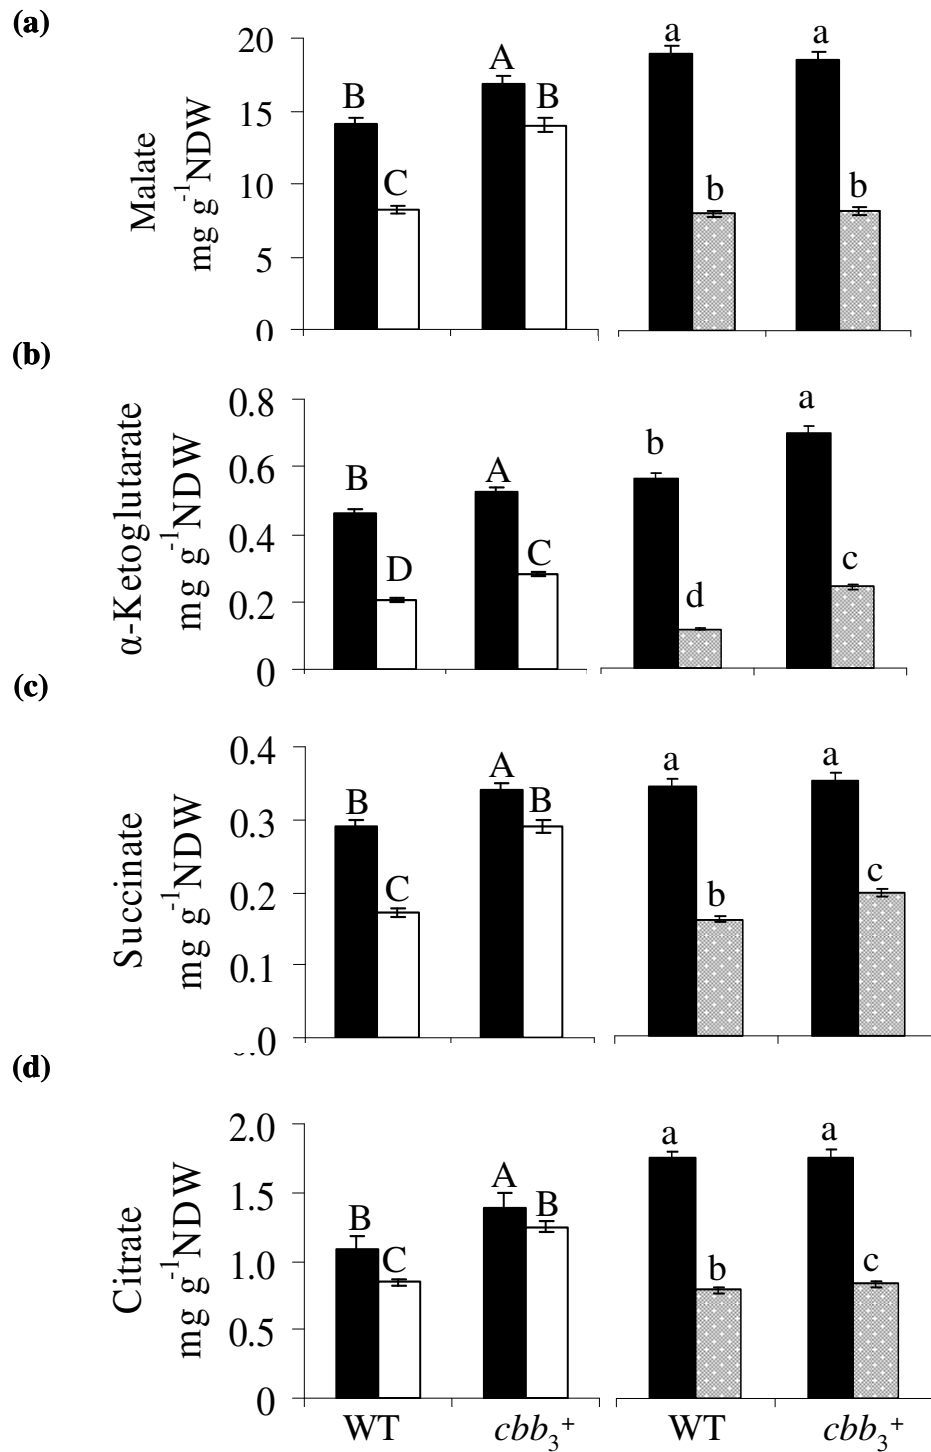 (a)
Malate
mg g⁻¹NDW
20
15
10
5
0
B
C
A
B
a
b
a
b
(b)
α-Ketoglutarate
mg g⁻¹NDW
0.8
0.6
0.4
0.2
0
B
D
A
C
b
d
a
c
(c)
Succinate
mg g⁻¹NDW
0.4
0.3
0.2
0.1
0
B
C
A
B
a
b
a
c
(d)
Citrate
mg g⁻¹NDW
2.0
1.5
1.0
0.5
0
B
C
A
B
a
b
a
c
WT cbb₃⁺ WT cbb₃⁺